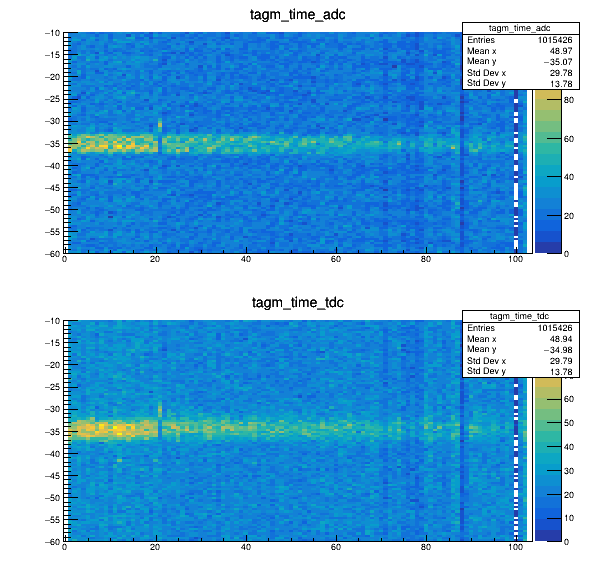 tagm_time_adc
tagm_time_adc
Entries 1015426
Mean x 48.97
Mean y −35.07
Std Dev x 29.78
Std Dev y 13.78
−10
−15
−20
−25
−30
−35
−40
−45
−50
−55
−60
0 20 40 60 80 100
80
60
40
20
0
tagm_time_tdc
tagm_time_tdc
Entries 1015426
Mean x 48.94
Mean y −34.98
Std Dev x 29.79
Std Dev y 13.78
−10
−15
−20
−25
−30
−35
−40
−45
−50
−55
−60
0 20 40 60 80 100
60
50
40
30
20
10
0